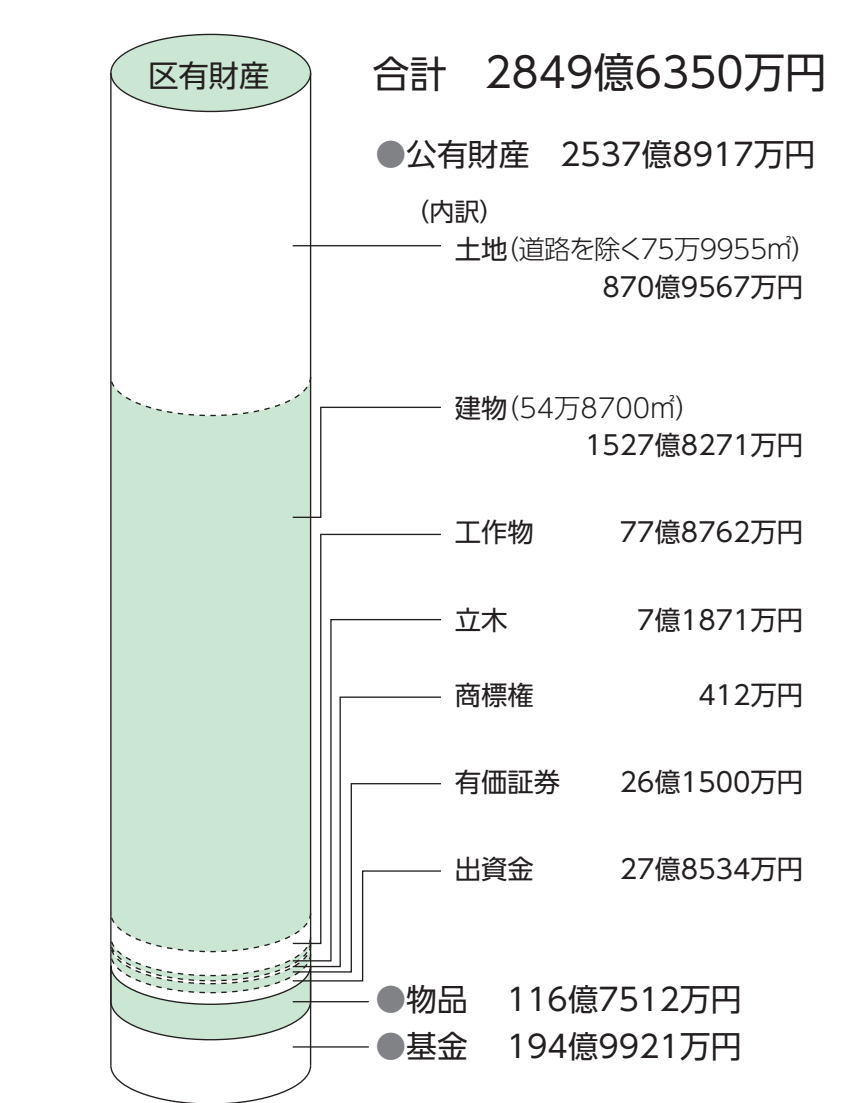 区有財産
合計 2849億6350万円
●公有財産 2537億8917万円
(内訳)
土地(道路を除く75万9955㎡)
870億9567万円
建物(54万8700㎡)
1527億8271万円
工作物 77億8762万円
立木 7億1871万円
商標権 412万円
有価証券 26億1500万円
出資金 27億8534万円
●物品 116億7512万円
●基金 194億9921万円